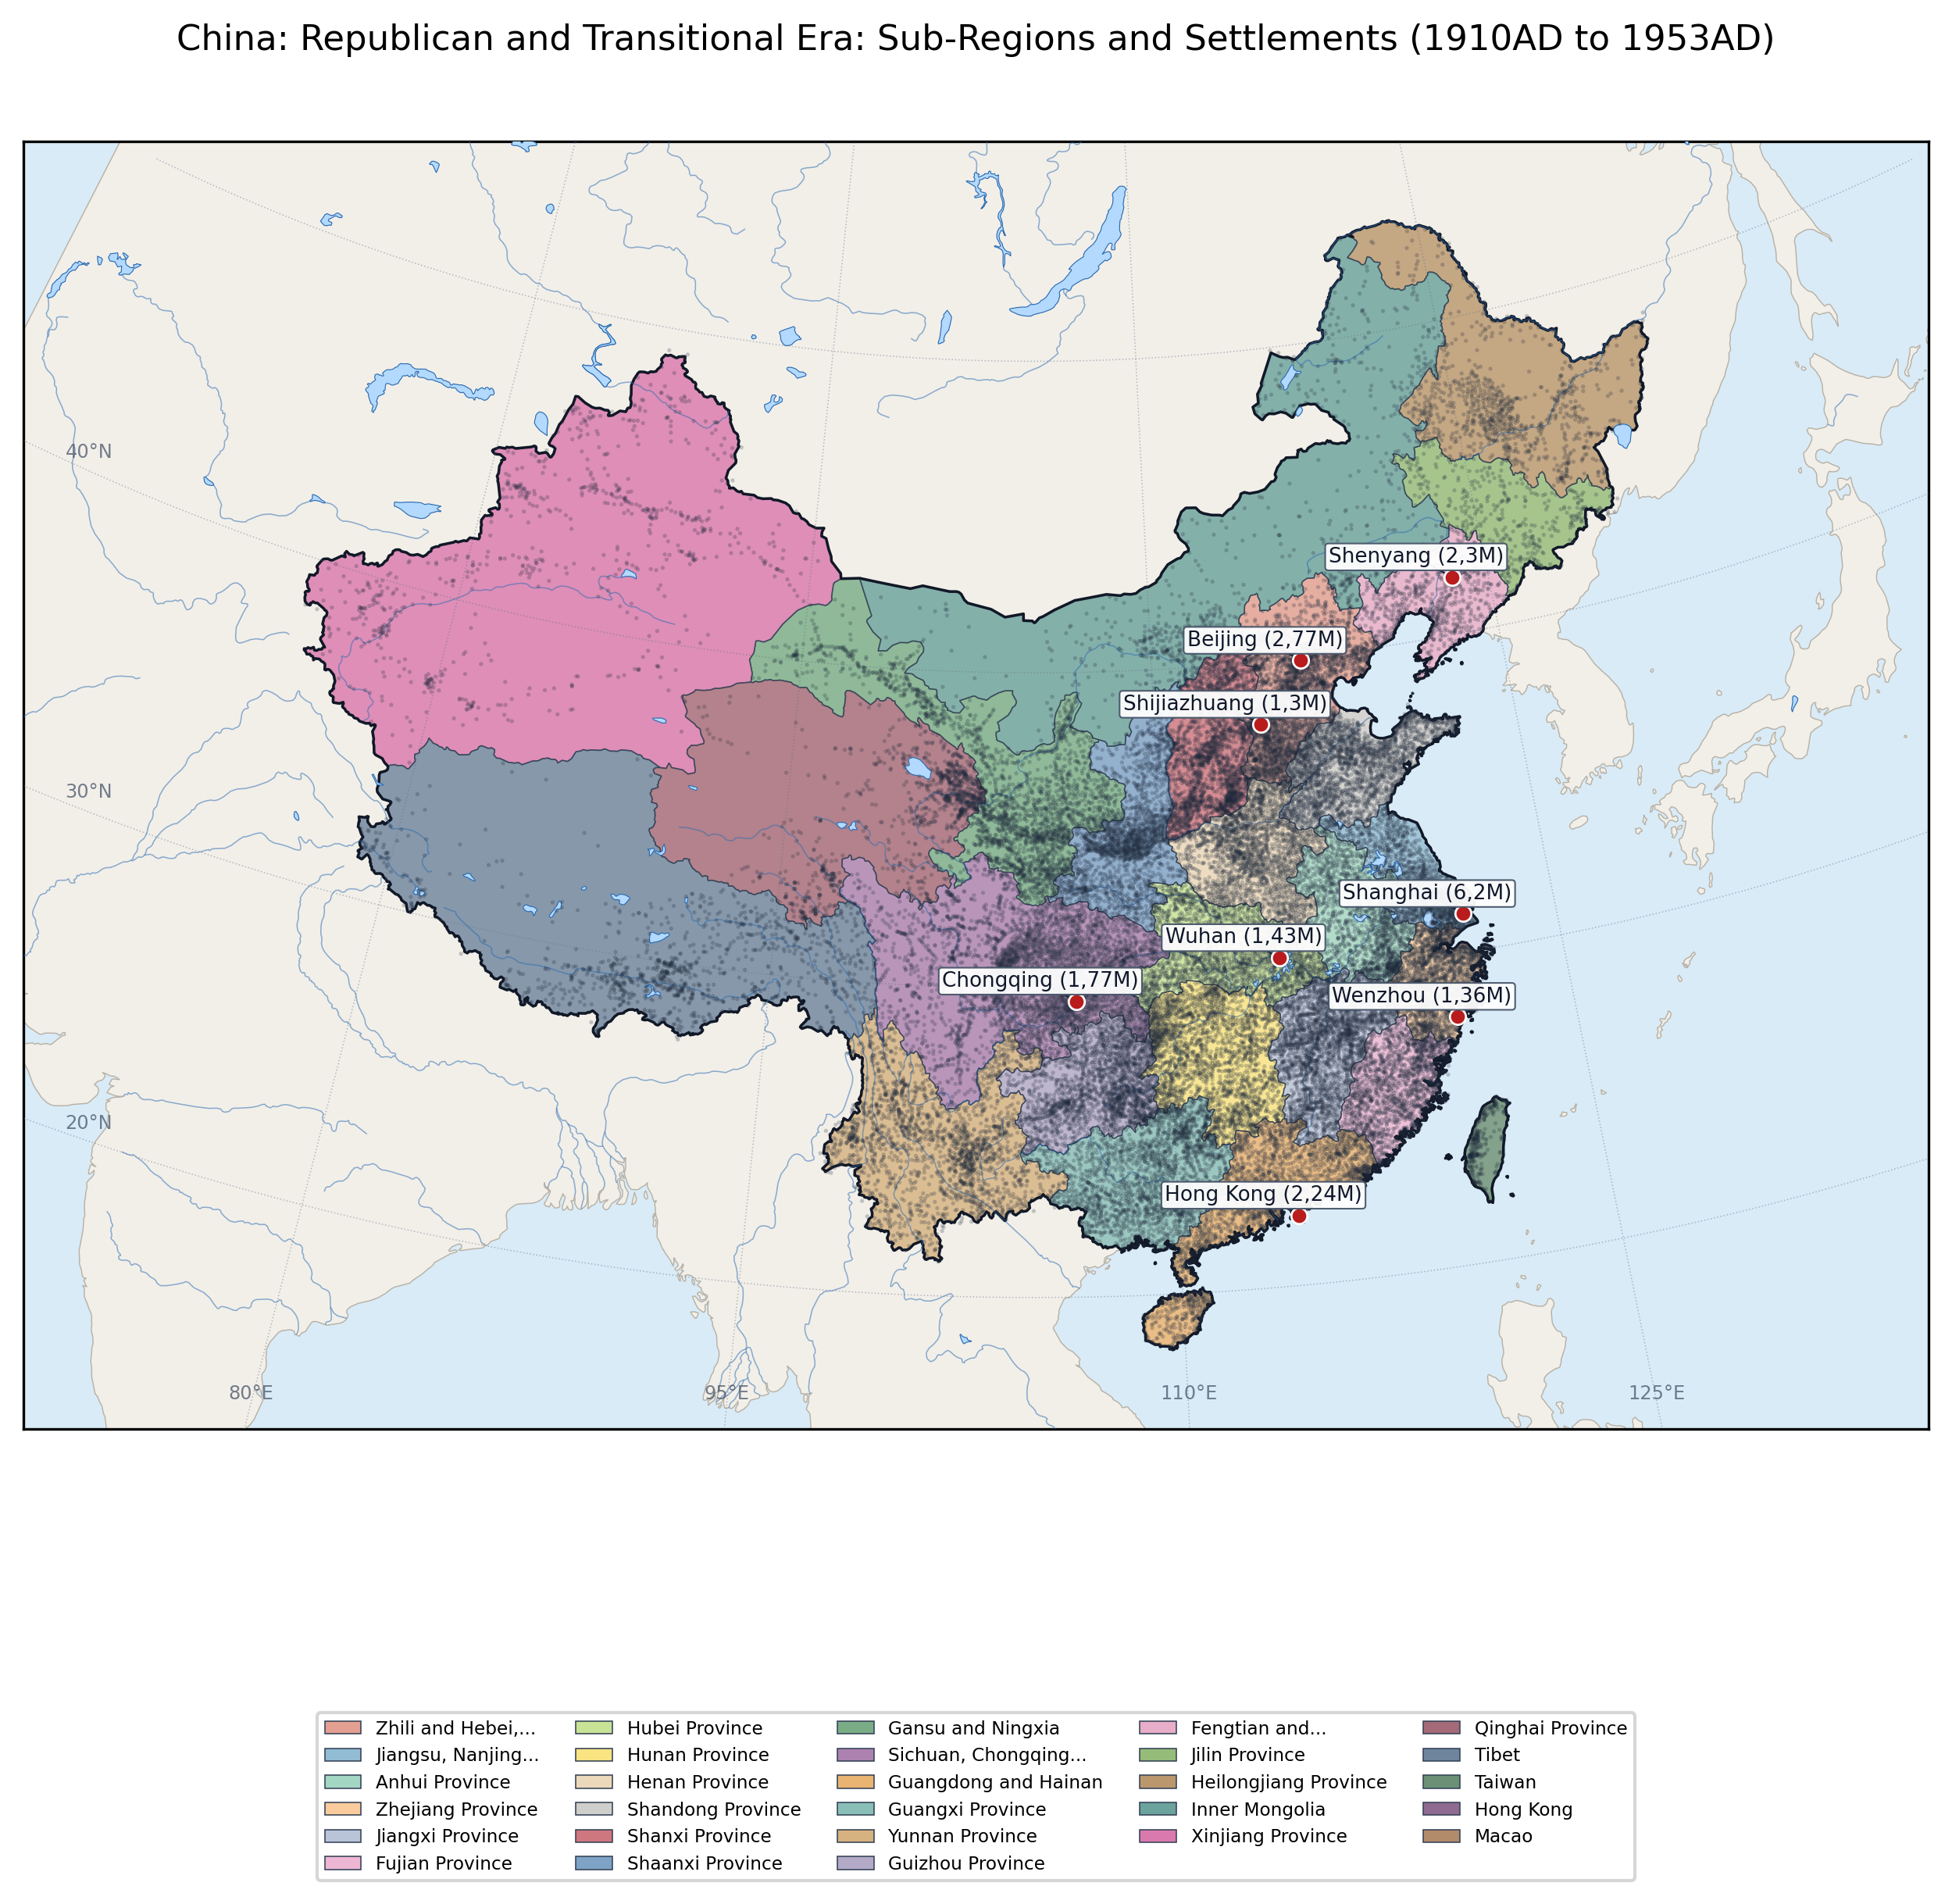 China: Republican and Transitional Era: Sub-Regions and Settlements (1910AD to 1953AD)
40°N
30°N
20°N
80°E
95°E
110°E
125°E
Shenyang (2,3M)
Beijing (2,77M)
Shijiazhuang (1,3M)
Shanghai (6,2M)
Wuhan (1,43M)
Chongqing (1,77M)
Wenzhou (1,36M)
Hong Kong (2,24M)
Zhili and Hebei,...
Jiangsu, Nanjing...
Anhui Province
Zhejiang Province
Jiangxi Province
Fujian Province
Hubei Province
Hunan Province
Henan Province
Shandong Province
Shanxi Province
Shaanxi Province
Gansu and Ningxia
Sichuan, Chongqing...
Guangdong and Hainan
Guangxi Province
Yunnan Province
Guizhou Province
Fengtian and...
Jilin Province
Heilongjiang Province
Inner Mongolia
Xinjiang Province
Qinghai Province
Tibet
Taiwan
Hong Kong
Macao